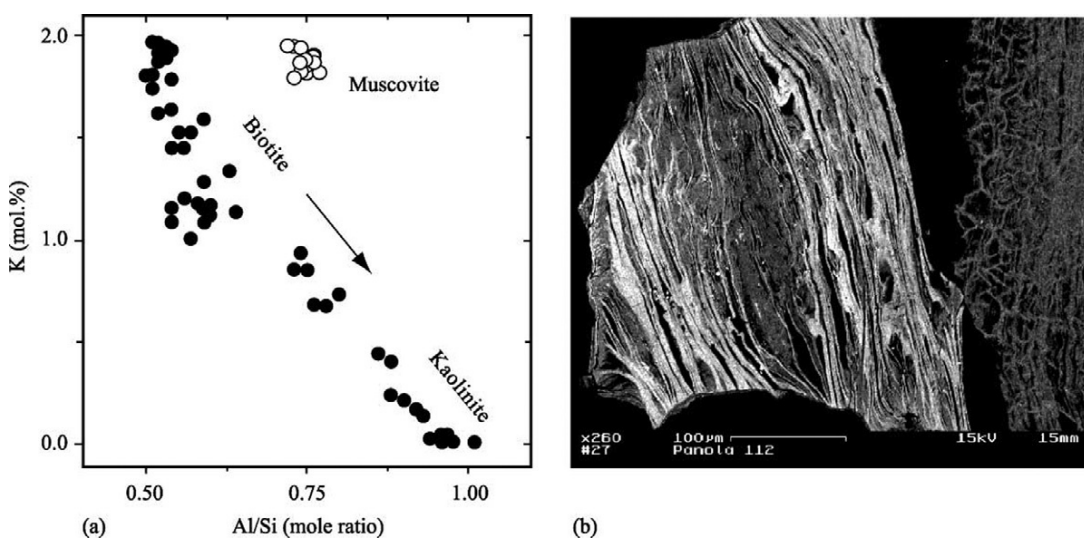 2.0
Muscovite
Biotite
K (mol.%)
1.0
Kaolinite
0.0
0.50 0.75 1.00
(a) Al/Si (mole ratio)
x260 100μm 15kV 15mm
#27 Panola 112
(b)